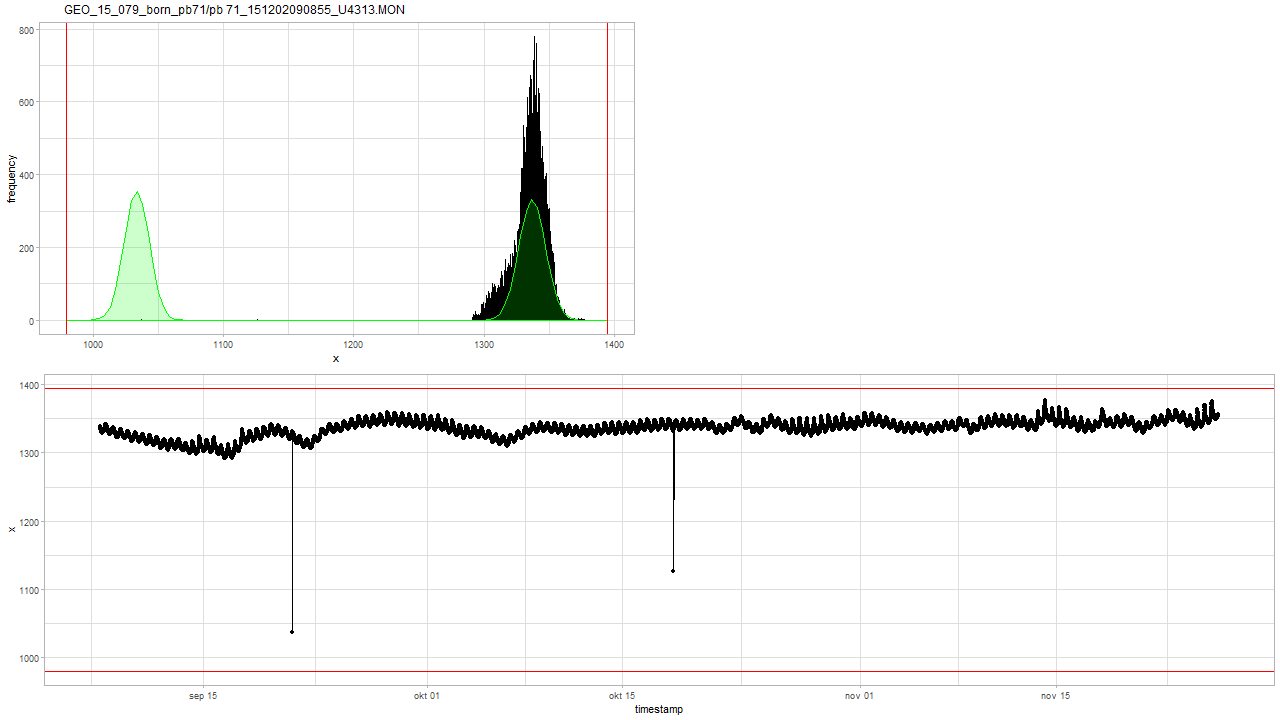 GEO_15_079_born_pb71/pb 71_151202090855_U4313.MON
frequency
800
600
400
200
0
1000 1100 1200 1300 1400
x
x
1400
1300
1200
1100
1000
sep 15 okt 01 okt 15 nov 01 nov 15
timestamp